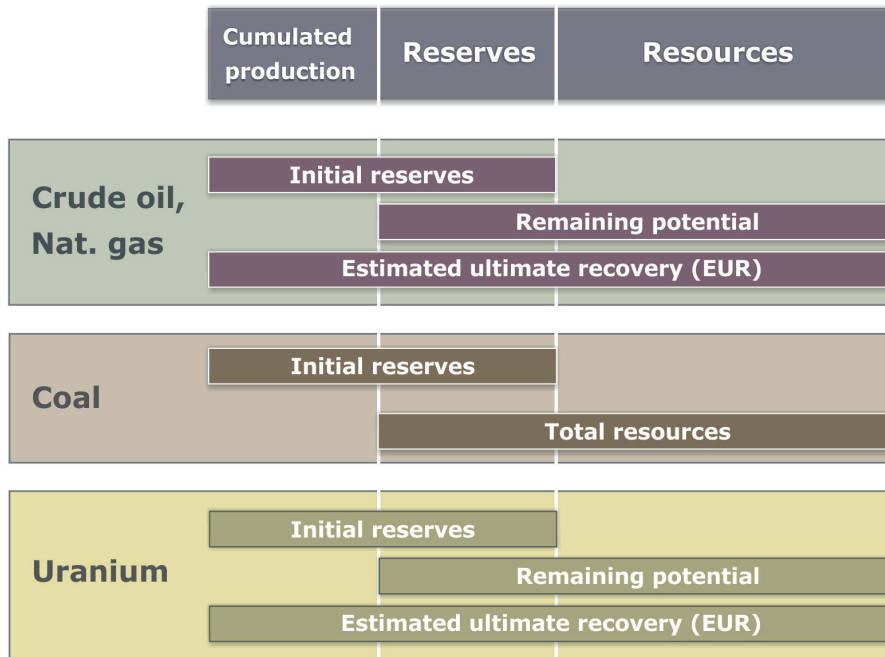 Cumulated
production
Reserves
Resources
Crude oil,
Nat. gas
Initial reserves
Remaining potential
Estimated ultimate recovery (EUR)
Coal
Initial reserves
Total resources
Uranium
Initial reserves
Remaining potential
Estimated ultimate recovery (EUR)